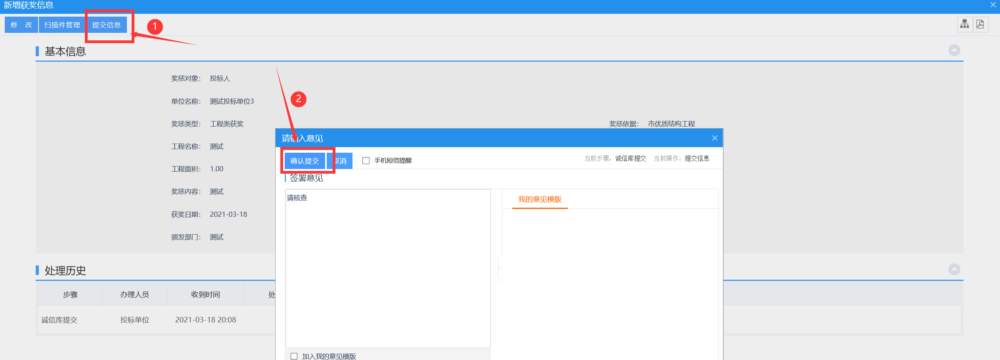 新增获奖信息
修 改 扫描件管理 提交信息
1
基本信息
奖惩对象： 投标人
单位名称： 测试投标单位3
2
奖惩类型： 工程类获奖 奖惩依据： 市优质结构工程
工程名称： 测试
工程面积： 1.00
奖惩内容： 测试
获奖日期： 2021-03-18
颁发部门： 测试
请输入意见
确认提交 取消 手机短信提醒 当前步骤：诚信库提交 当前操作：提交信息
签署意见
请核查
我的意见模版
加入我的意见模版
处理历史
步骤 办理人员 收到时间 处
诚信库提交 投标单位 2021-03-18 20:08